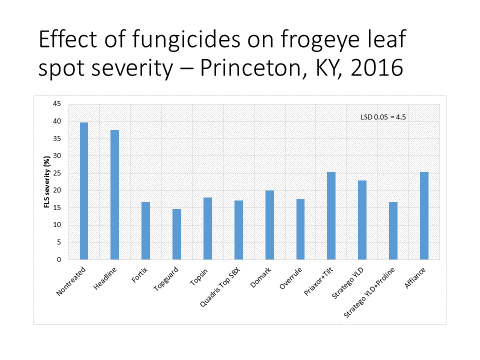 Effect of fungicides on frogeye leaf
spot severity – Princeton, KY, 2016
45
40
35
30
25
20
15
10
5
0
FLS severity (%)
LSD 0.05 = 4.5
Nontreated
Headline
Fortix
Topguard
Topsin
Quadris Top SBX
Domark
Overrule
Priaxor+Tilt
Stratego YLD
Stratego YLD+Proline
Affiance